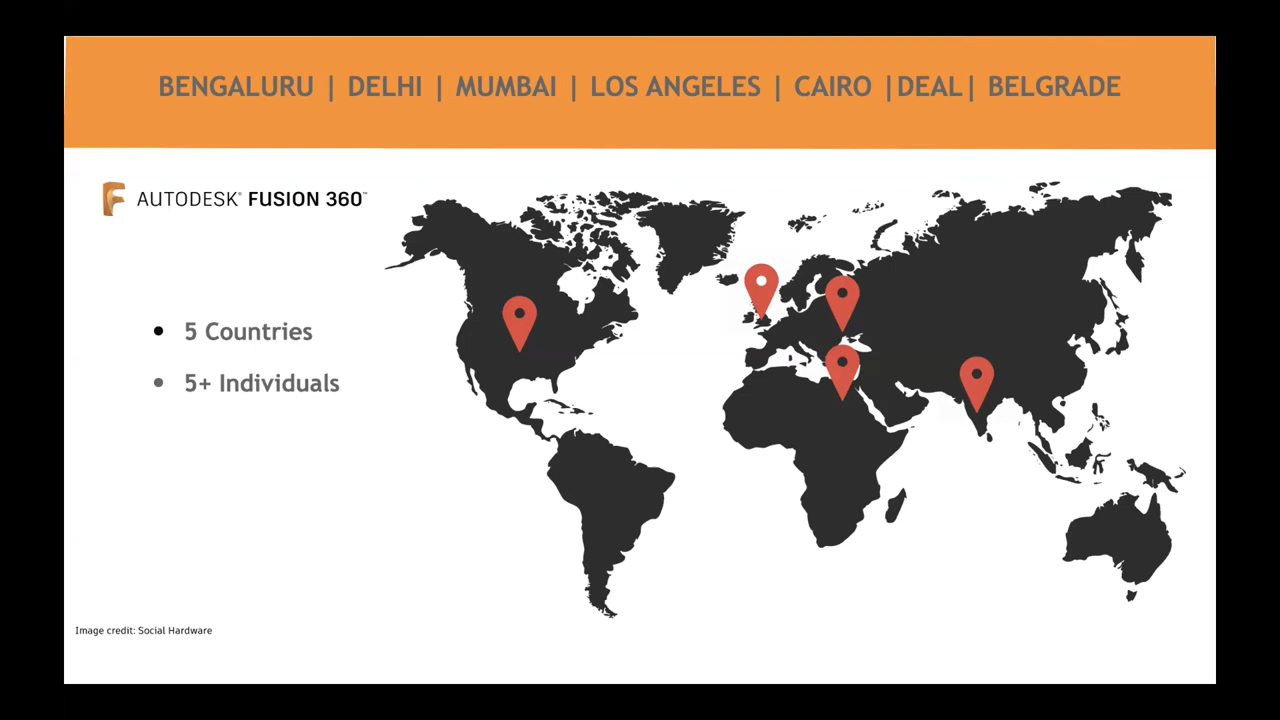 BENGALURU | DELHI | MUMBAI | LOS ANGELES | CAIRO |DEAL| BELGRADE
AUTODESK® FUSION 360™
• 5 Countries
• 5+ Individuals
Image credit: Social Hardware